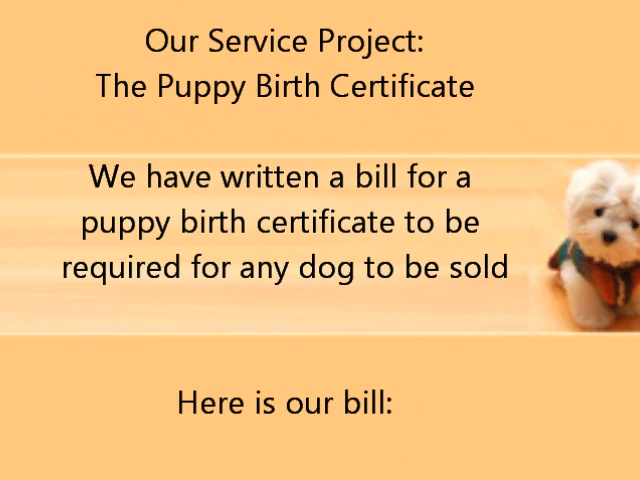 Our Service Project:
The Puppy Birth Certificate
We have written a bill for a
puppy birth certificate to be
required for any dog to be sold
Here is our bill: